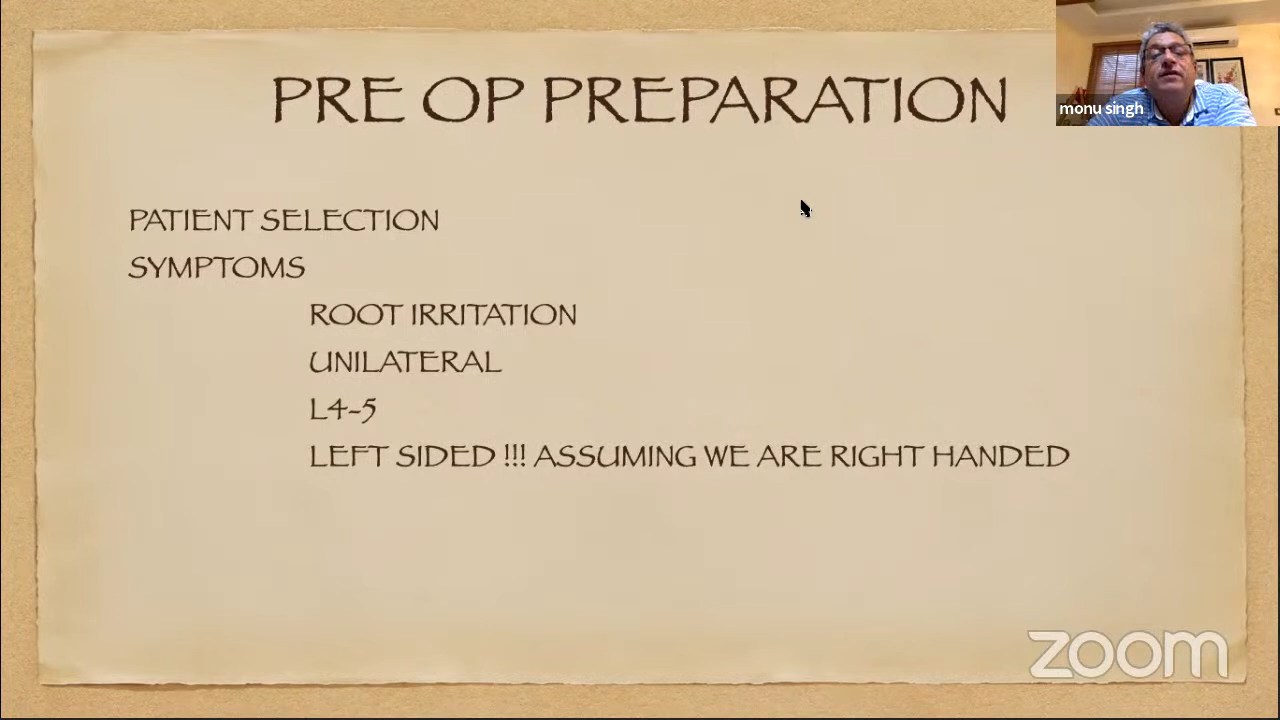 PRE OP PREPARATION
monu singh
PATIENT SELECTION
SYMPTOMS
ROOT IRRITATION
UNILATERAL
L4-5
LEFT SIDED !!! ASSUMING WE ARE RIGHT HANDED
zoom